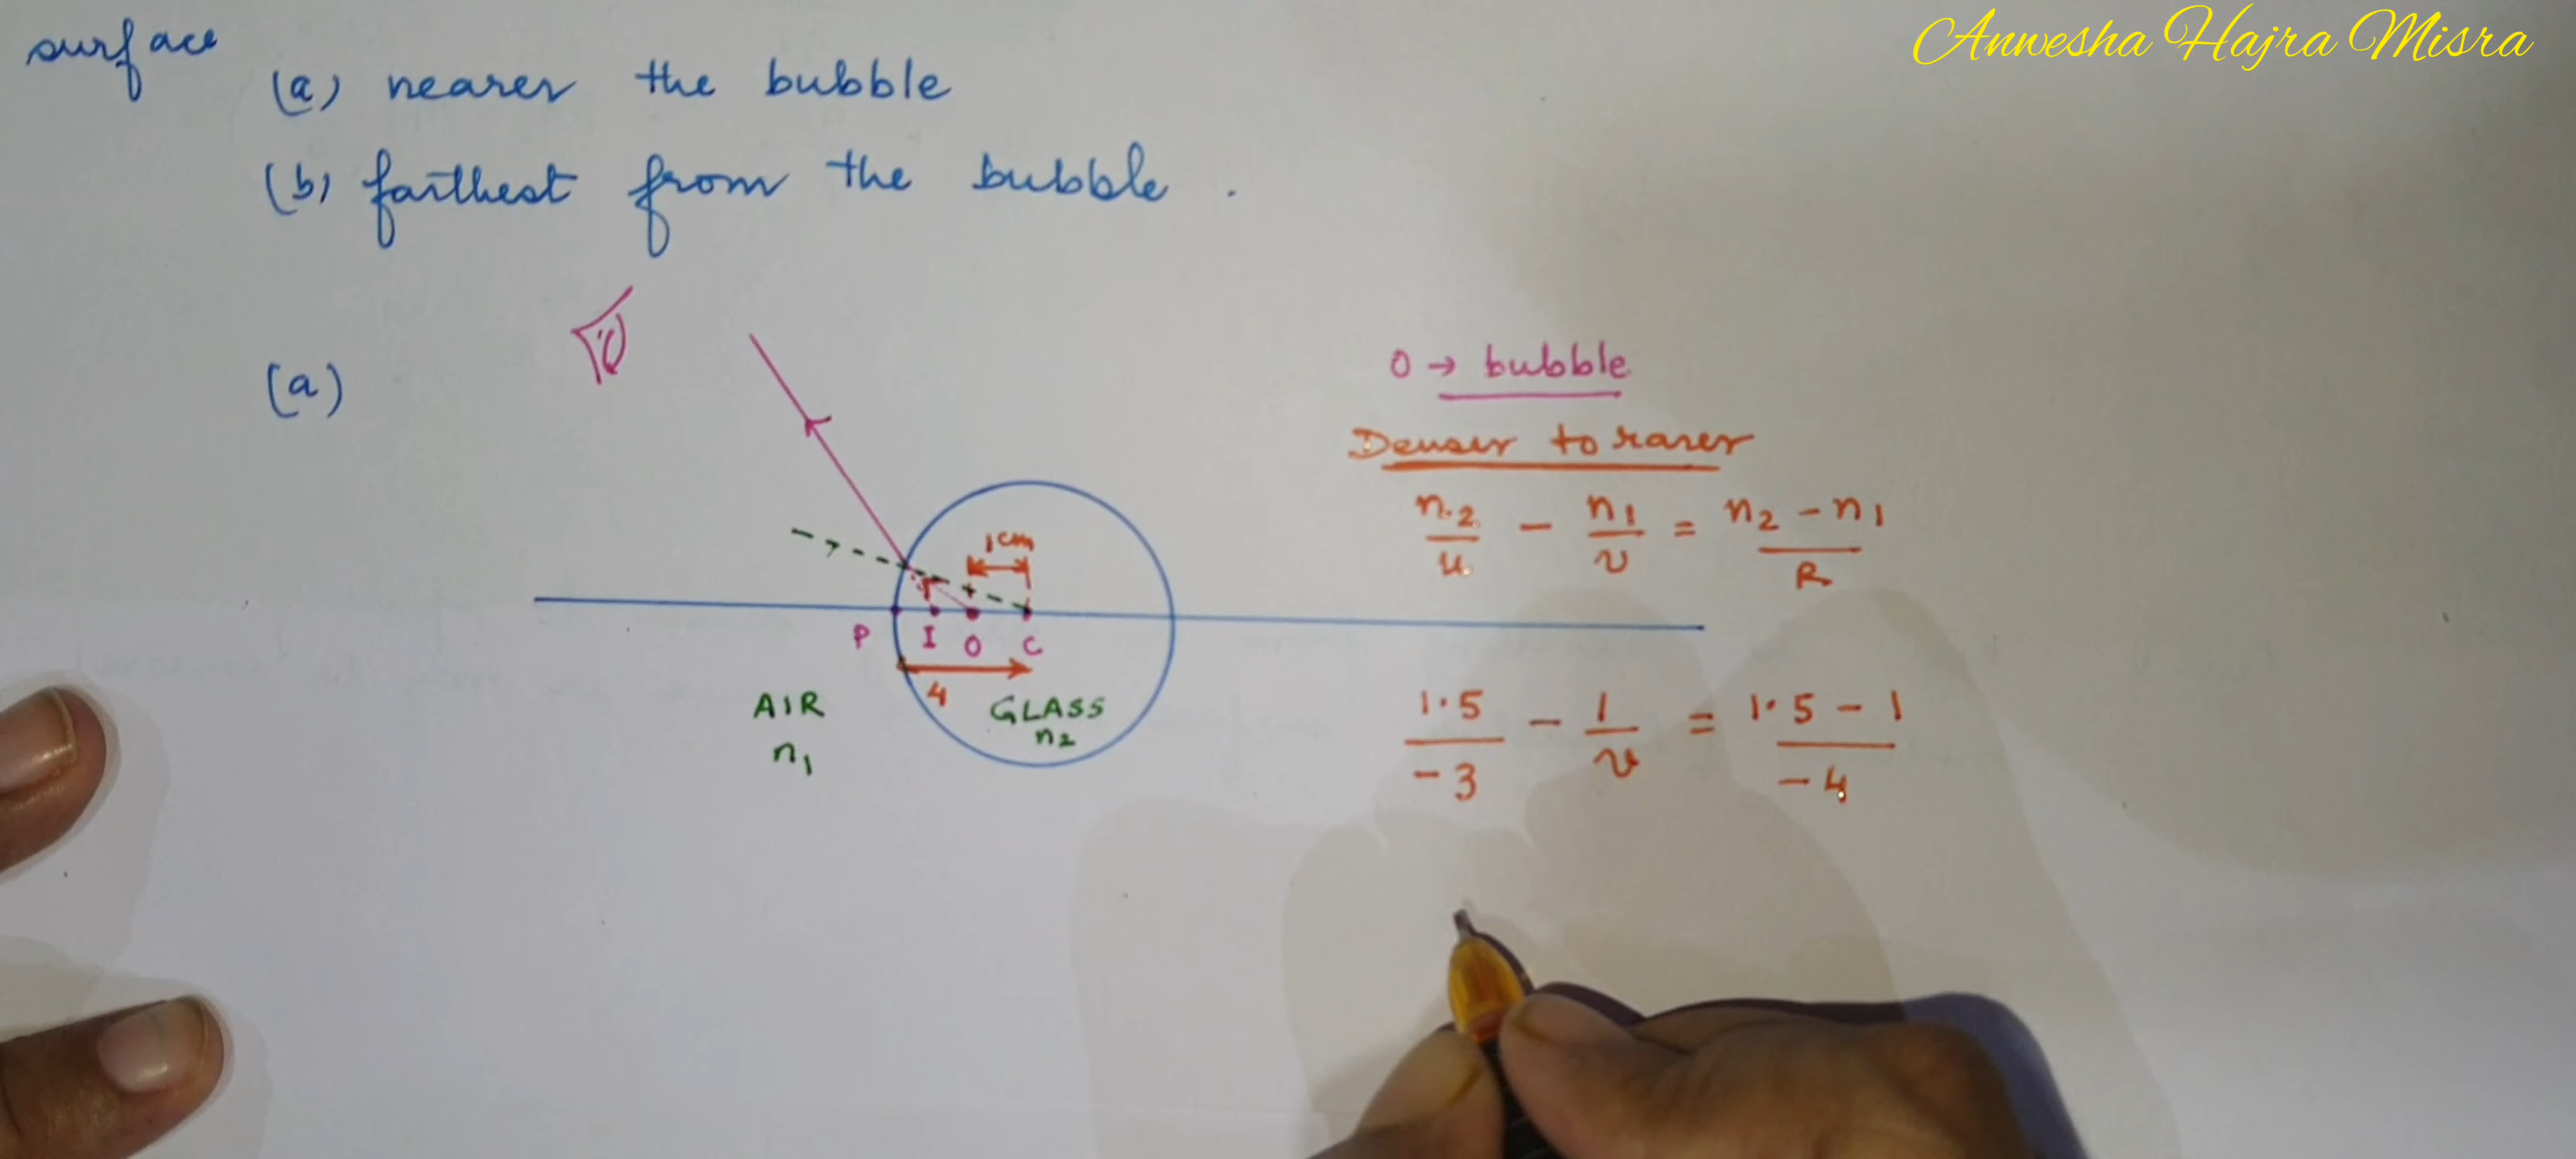 Anwesha Hajra Misra
surface
(a) nearer the bubble
(b) farthest from the bubble.
(a)
O → bubble
Denser to rarer
n2/u - n1/v = n2 - n1/R
1cm
P I O C
4
AIR
n1
GLASS
n2
1.5/-3 - 1/v = 1.5 - 1/-4